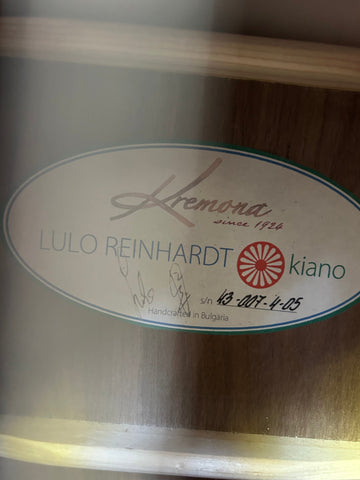 Kremona
since 1924
LULO REINHARDT kiano
s/n 43-007-4-05
Handcrafted in Bulgaria